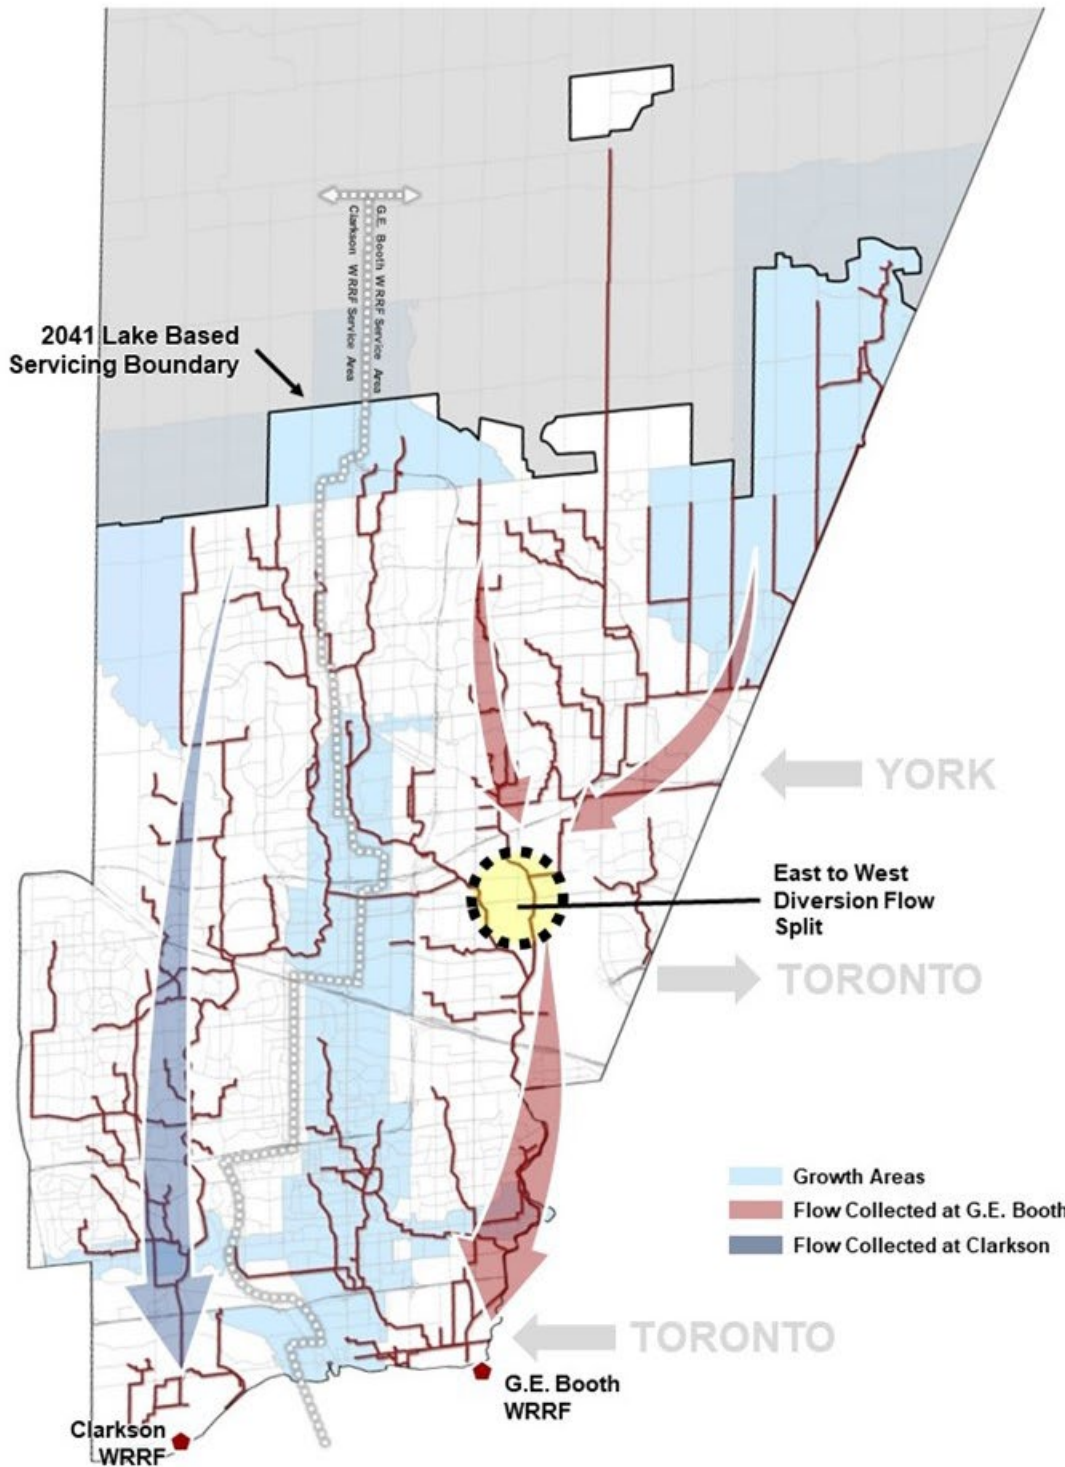 G.E. Booth WRRF Service Area
Clarkson WRRF Service Area
2041 Lake Based
Servicing Boundary
YORK
East to West
Diversion Flow
Split
TORONTO
Growth Areas
Flow Collected at G.E. Booth
Flow Collected at Clarkson
TORONTO
G.E. Booth
WRRF
Clarkson
WRRF